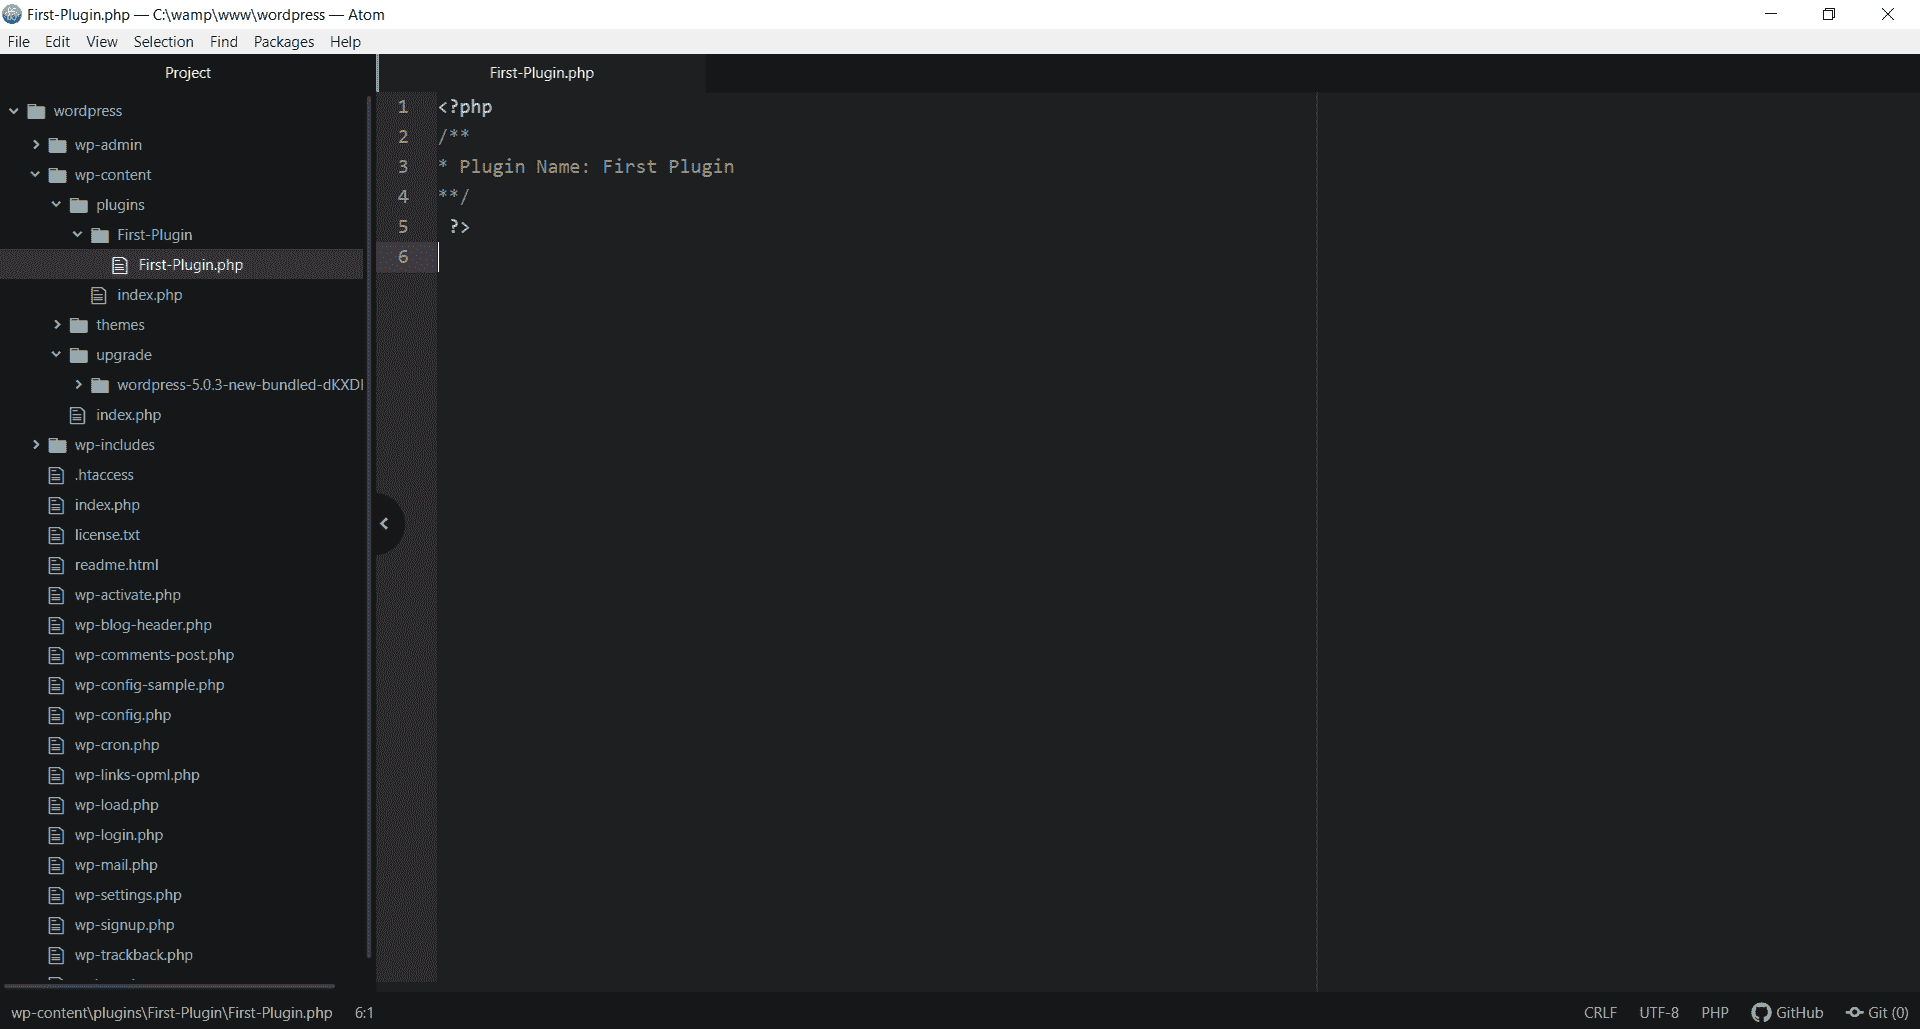 First-Plugin.php — C:\wamp\www\wordpress — Atom
File Edit View Selection Find Packages Help
Project
First-Plugin.php
wordpress
wp-admin
wp-content
plugins
First-Plugin
First-Plugin.php
index.php
themes
upgrade
wordpress-5.0.3-new-bundled-dKXD
index.php
wp-includes
.htaccess
index.php
license.txt
readme.html
wp-activate.php
wp-blog-header.php
wp-comments-post.php
wp-config-sample.php
wp-config.php
wp-cron.php
wp-links-opml.php
wp-load.php
wp-login.php
wp-mail.php
wp-settings.php
wp-signup.php
wp-trackback.php
1 <?php
2 /**
3 * Plugin Name: First Plugin
4 **/
5 ?>
6
wp-content\plugins\First-Plugin\First-Plugin.php 6:1
CRLF UTF-8 PHP GitHub Git (0)